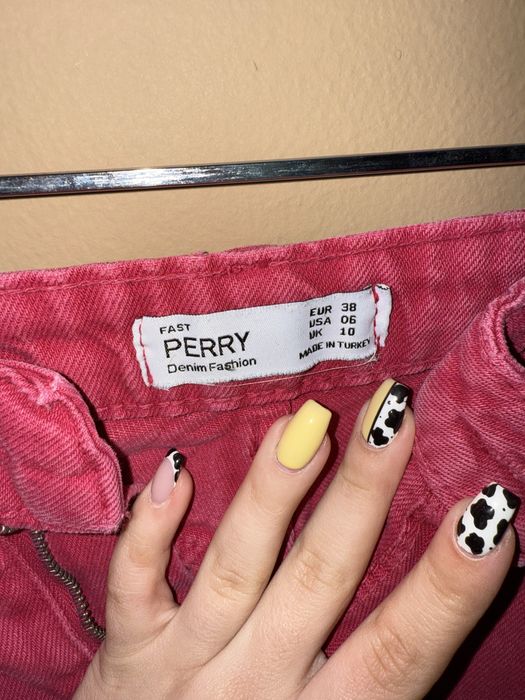 FAST
PERRY
Denim Fashion
EUR 38
USA 06
UK 10
MADE IN TURKEY